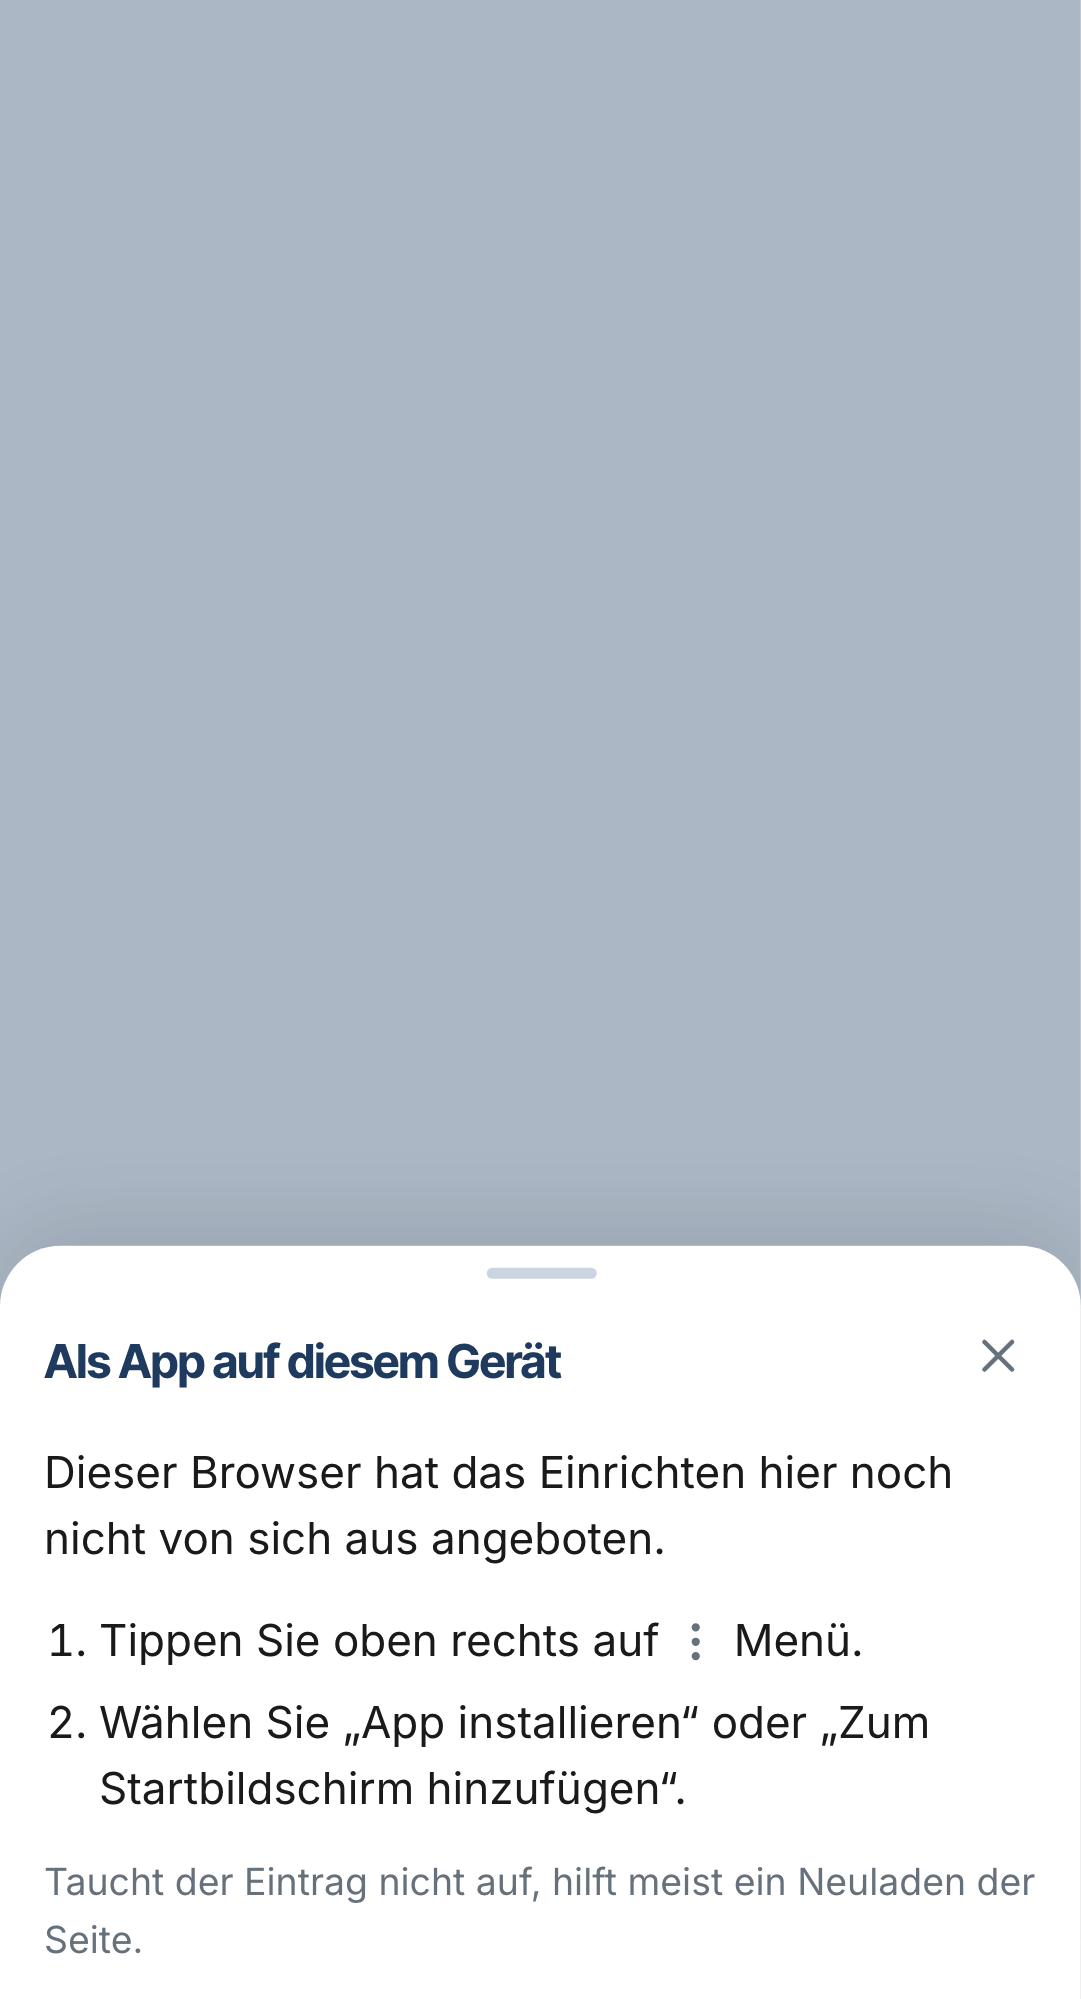 Als App auf diesem Gerät
Dieser Browser hat das Einrichten hier noch
nicht von sich aus angeboten.
1. Tippen Sie oben rechts auf ⋮ Menü.
2. Wählen Sie „App installieren“ oder „Zum
Startbildschirm hinzufügen“.
Taucht der Eintrag nicht auf, hilft meist ein Neuladen der
Seite.